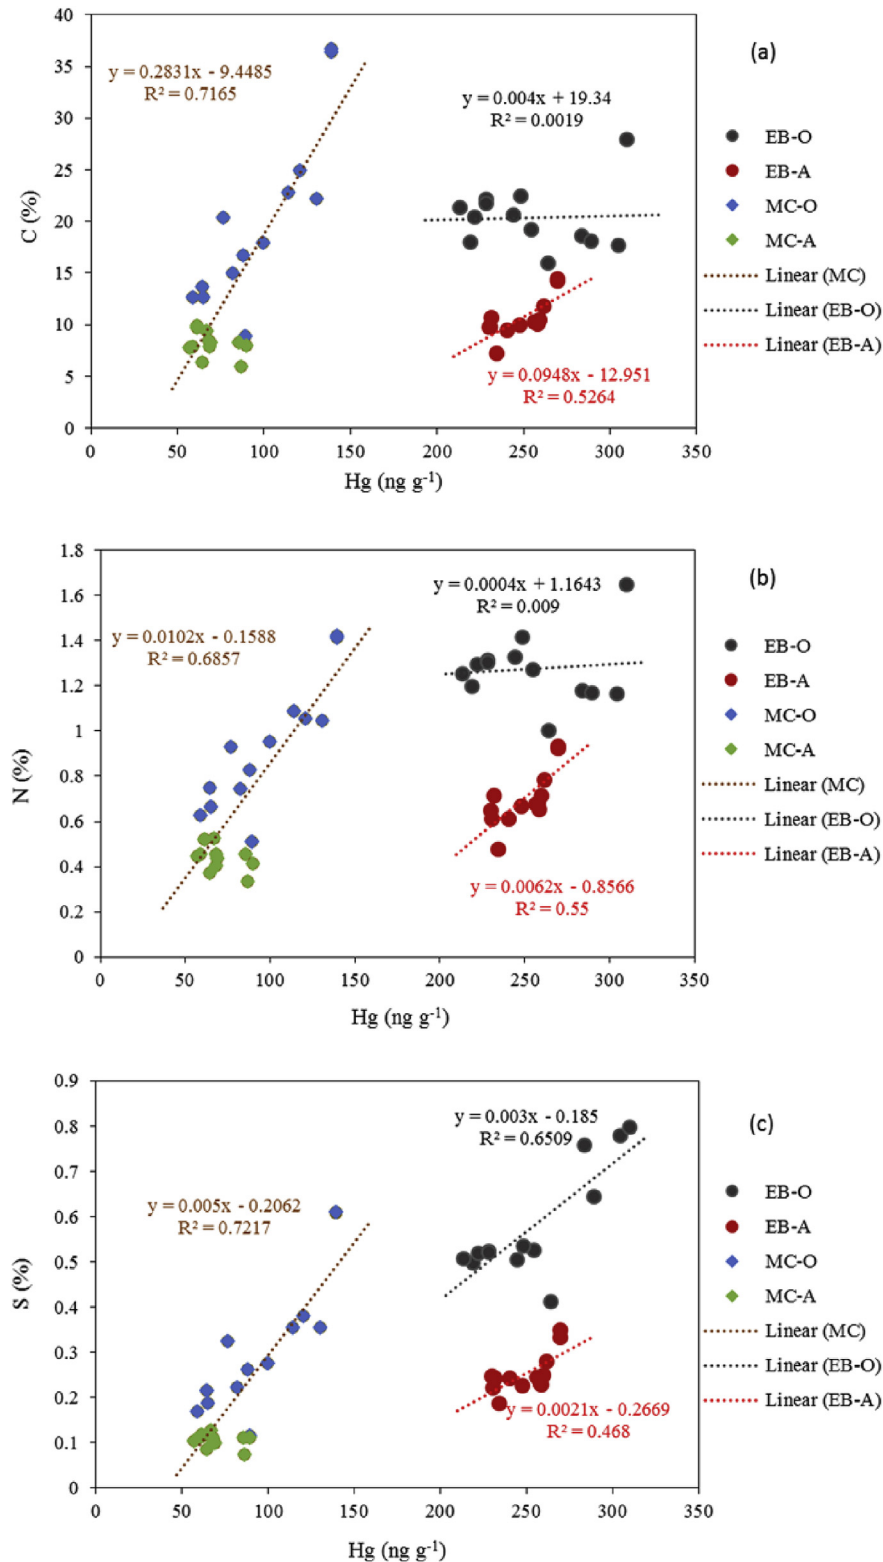 40
35
30
25
20
15
10
5
0
C (%)
y = 0.2831x - 9.4485
R² = 0.7165
y = 0.004x + 19.34
R² = 0.0019
y = 0.0948x - 12.951
R² = 0.5264
0 50 100 150 200 250 300 350
Hg (ng g⁻¹)
(a)
EB-O
EB-A
MC-O
MC-A
Linear (MC)
Linear (EB-O)
Linear (EB-A)
1.8
1.6
1.4
1.2
1
0.8
0.6
0.4
0.2
0
N (%)
y = 0.0102x - 0.1588
R² = 0.6857
y = 0.0004x + 1.1643
R² = 0.009
y = 0.0062x - 0.8566
R² = 0.55
0 50 100 150 200 250 300 350
Hg (ng g⁻¹)
(b)
EB-O
EB-A
MC-O
MC-A
Linear (MC)
Linear (EB-O)
Linear (EB-A)
0.9
0.8
0.7
0.6
0.5
0.4
0.3
0.2
0.1
0
S (%)
y = 0.005x - 0.2062
R² = 0.7217
y = 0.003x - 0.185
R² = 0.6509
y = 0.0021x - 0.2669
R² = 0.468
0 50 100 150 200 250 300 350
Hg (ng g⁻¹)
(c)
EB-O
EB-A
MC-O
MC-A
Linear (MC)
Linear (EB-O)
Linear (EB-A)